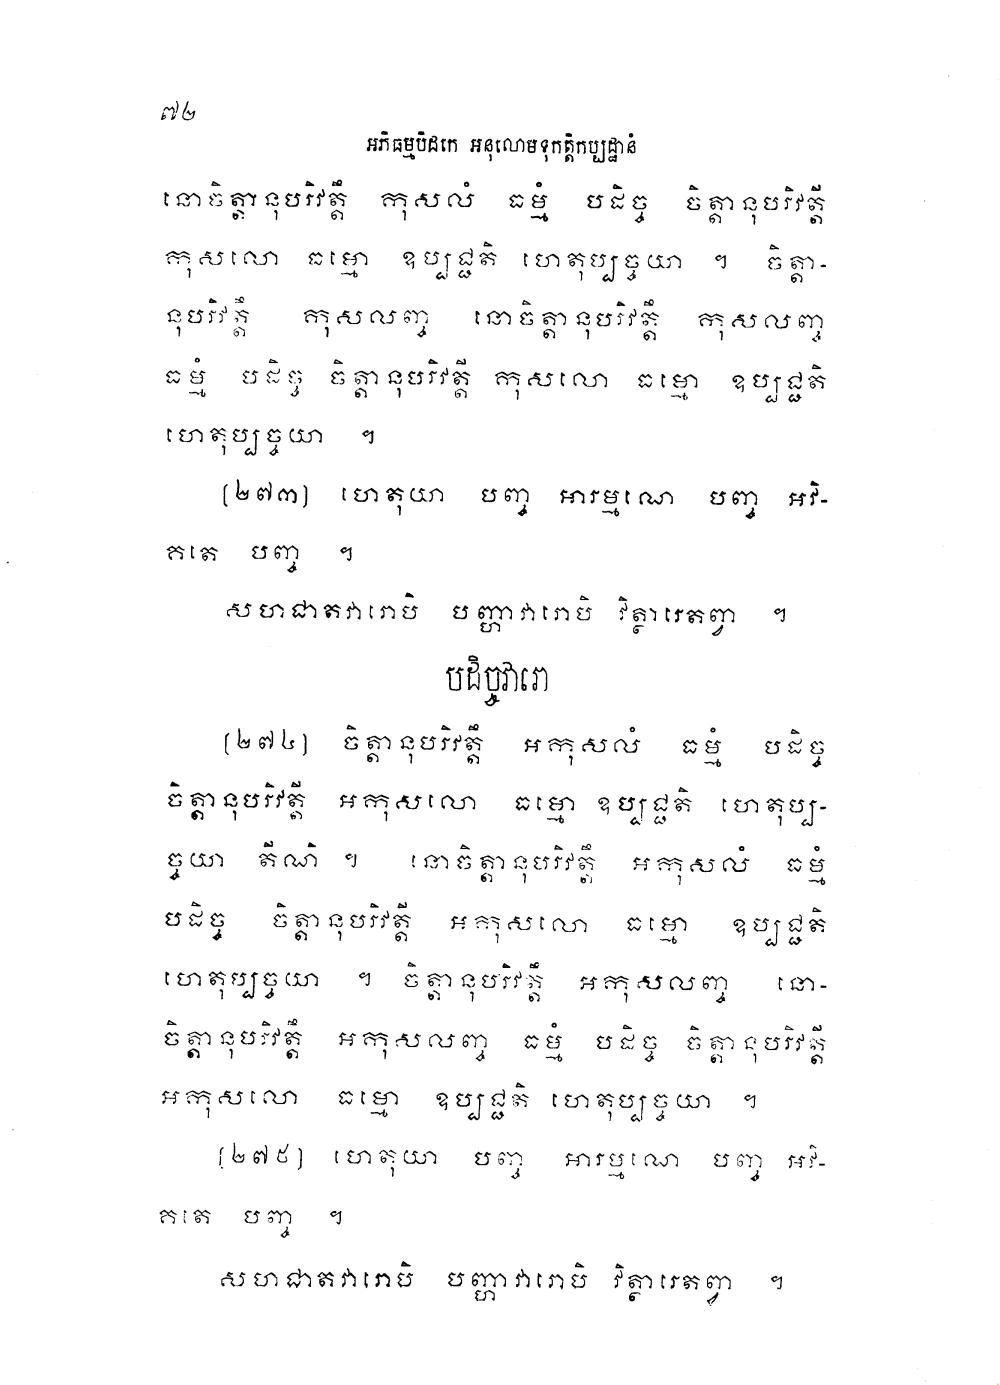 ៧២
អភិធម្មបិដកេ អនុលោមទុកត្តិកប្បដ្ឋានំ
នោចិត្តានុបរិវត្តឹ កុសលំ ធម្មំ បដិច្ច ចិត្តានុបរិវត្តី
កុសលោ ធម្មោ ឧប្បជ្ជតិ ហេតុប្បច្ចយា ។ ចិត្តា-
នុបរិវត្តឹ កុសលញ្ច នោចិត្តានុបរិវត្តឹ កុសលញ្ច
ធម្មំ បដិច្ច ចិត្តានុបរិវត្តី កុសលោ ធម្មោ ឧប្បជ្ជតិ
ហេតុប្បច្ចយា ។
[២៧៣] ហេតុយា បញ្ច អារម្មណេ បញ្ច អវិ-
គតេ បញ្ច ។
សហជាតវារោបិ បញ្ហាវារោបិ វិត្ថារេតព្វា ។
បដិច្ចវារោ
[២៧៤] ចិត្តានុបរិវត្តឹ អកុសលំ ធម្មំ បដិច្ច
ចិត្តានុបរិវត្តី អកុសលោ ធម្មោ ឧប្បជ្ជតិ ហេតុប្ប-
ច្ចយា តីណិ ។ នោចិត្តានុបរិវត្តឹ អកុសលំ ធម្មំ
បដិច្ច ចិត្តានុបរិវត្តី អកុសលោ ធម្មោ ឧប្បជ្ជតិ
ហេតុប្បច្ចយា ។ ចិត្តានុបរិវត្តឹ អកុសលញ្ច នោ-
ចិត្តានុបរិវត្តឹ អកុសលញ្ច ធម្មំ បដិច្ច ចិត្តានុបរិវត្តី
អកុសលោ ធម្មោ ឧប្បជ្ជតិ ហេតុប្បច្ចយា ។
[២៧៥] ហេតុយា បញ្ច អារម្មណេ បញ្ច អវិ-
គតេ បញ្ច ។
សហជាតវារោបិ បញ្ហាវារោបិ វិត្ថារេតព្វា ។